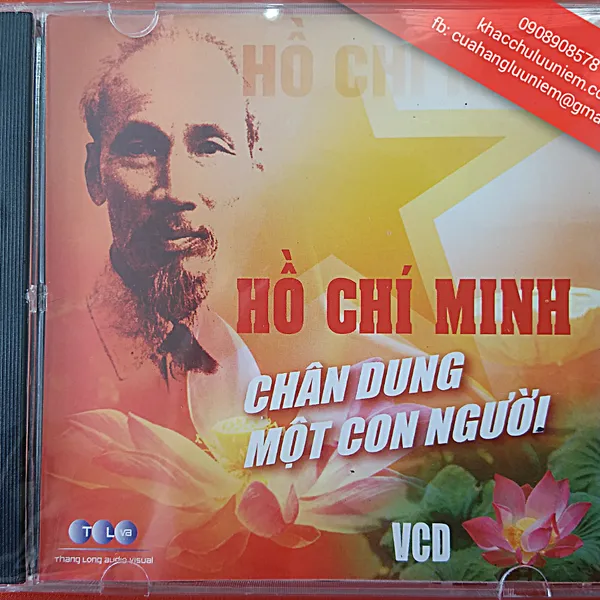 0908908578
khacchuluuniem.co
fb: cuahangluuniem@gma
HỒ CHÍ
HỒ CHÍ MINH
CHÂN DUNG
MỘT CON NGƯỜI
TLva
Thang Long audio visual
VCD